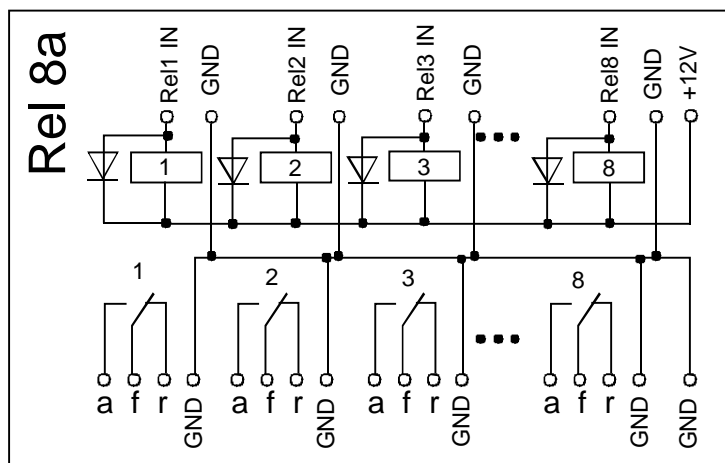 Rel 8a
Rel1 IN
GND
Rel2 IN
GND
Rel3 IN
GND
Rel8 IN
GND
+12V
1
2
3
8
1
2
3
8
a f r GND a f r GND a f r GND a f r GND GND